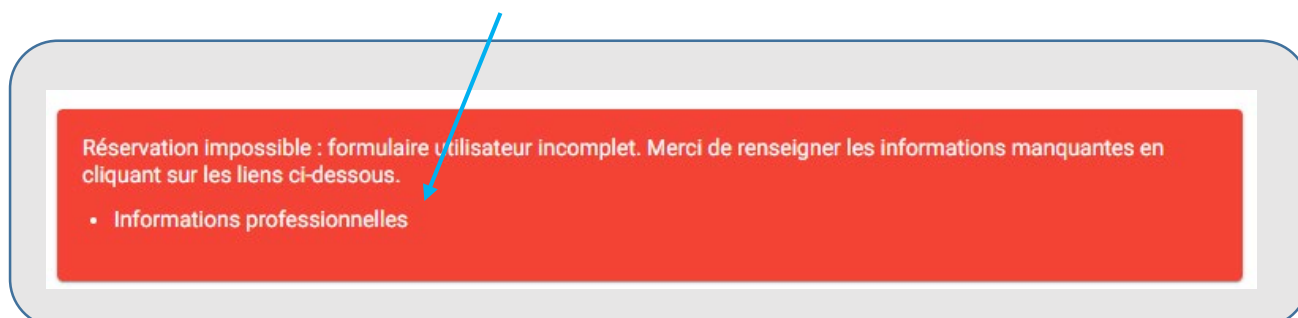 Réservation impossible : formulaire utilisateur incomplet. Merci de renseigner les informations manquantes en
cliquant sur les liens ci-dessous.
• Informations professionnelles